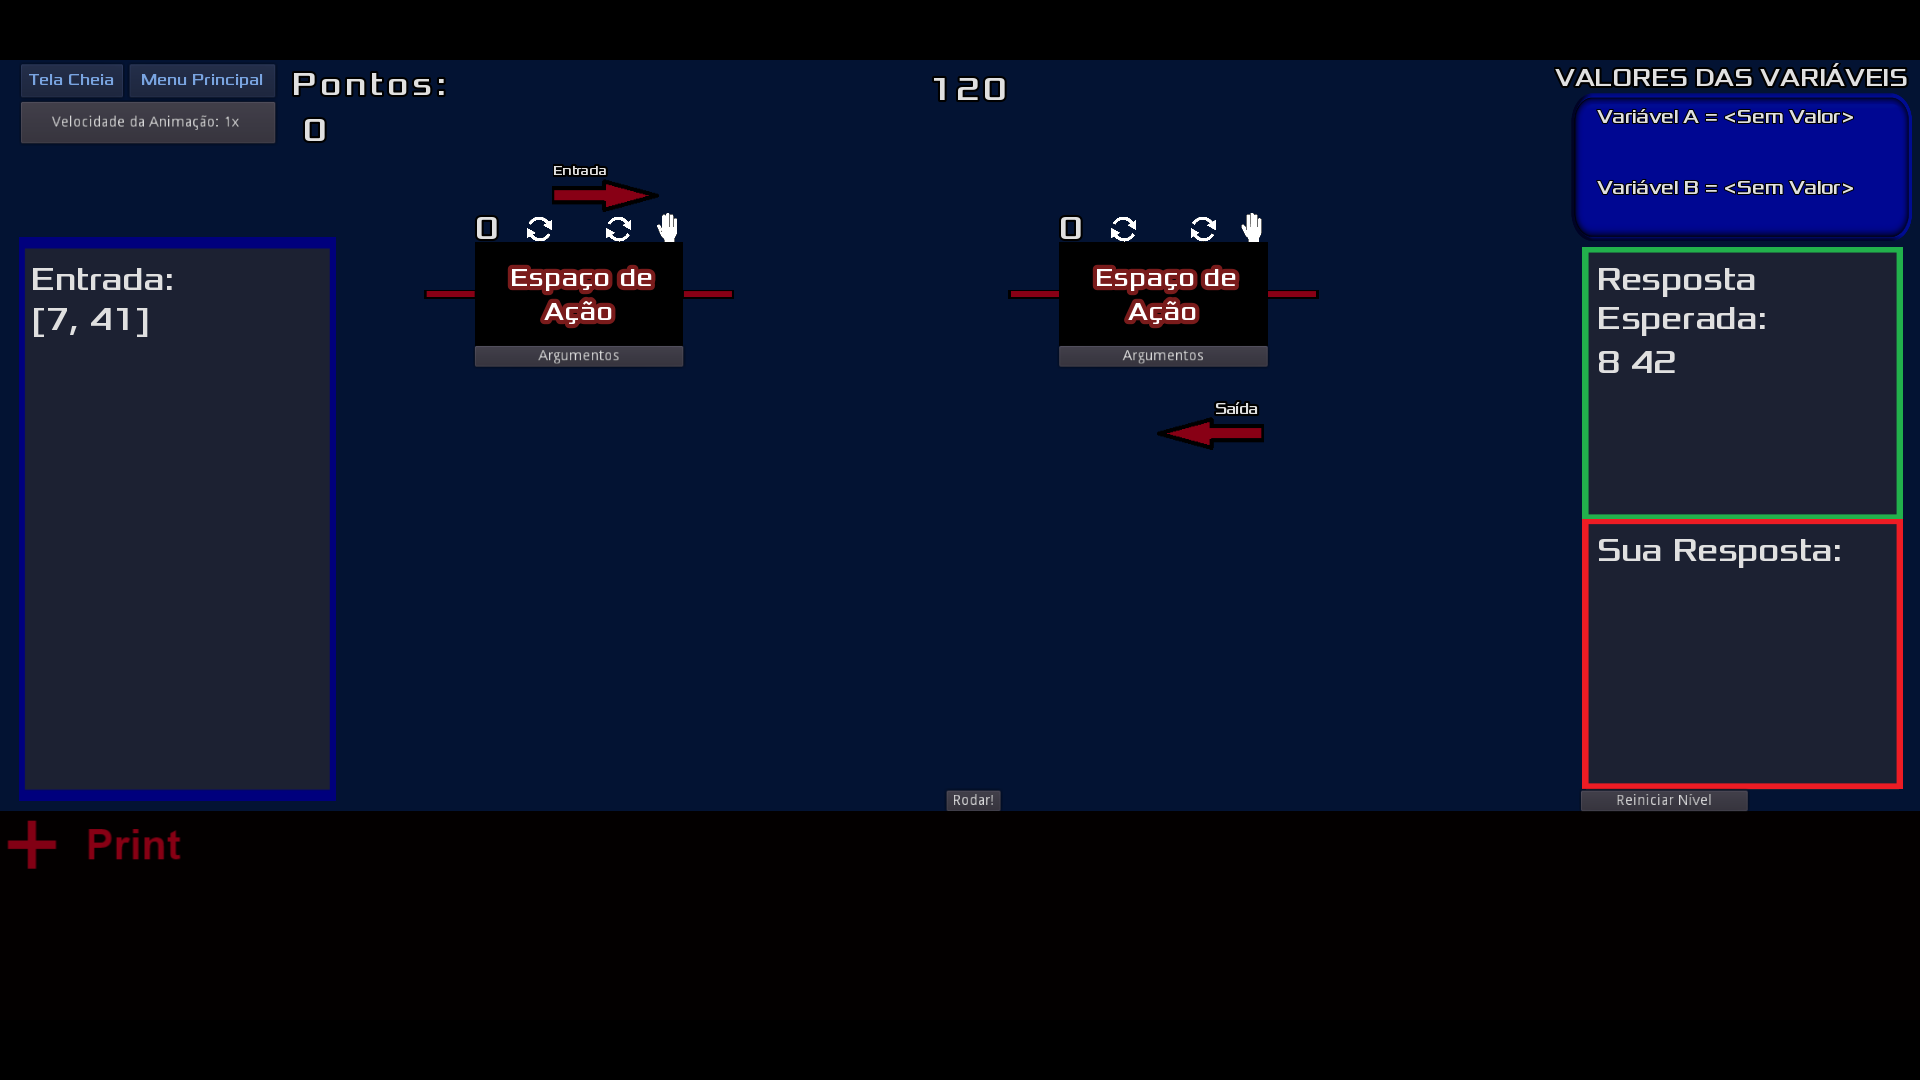 Tela Cheia
Menu Principal
Pontos:
120
VALORES DAS VARIÁVEIS
Velocidade da Animação: 1x
0
Variável A = <Sem Valor>
Variável B = <Sem Valor>
Entrada
0
0
Entrada:
[7, 41]
Espaço de
Ação
Argumentos
Espaço de
Ação
Argumentos
Saída
Resposta
Esperada:
8 42
Sua Resposta:
Rodar!
Reiniciar Nível
+ Print